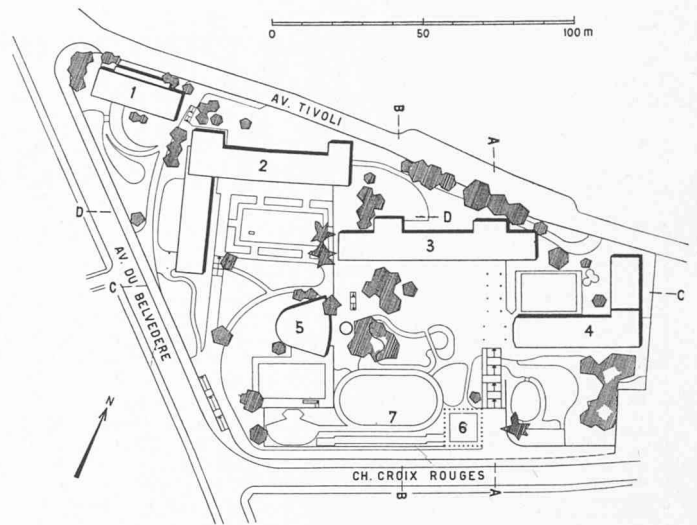 0 50 100 m
AV. TIVOLI
B
A
1
2
D
D
3
C
C
AV. DU BELVEDERE
5
4
7
6
N
CH. CROIX ROUGES
B
A